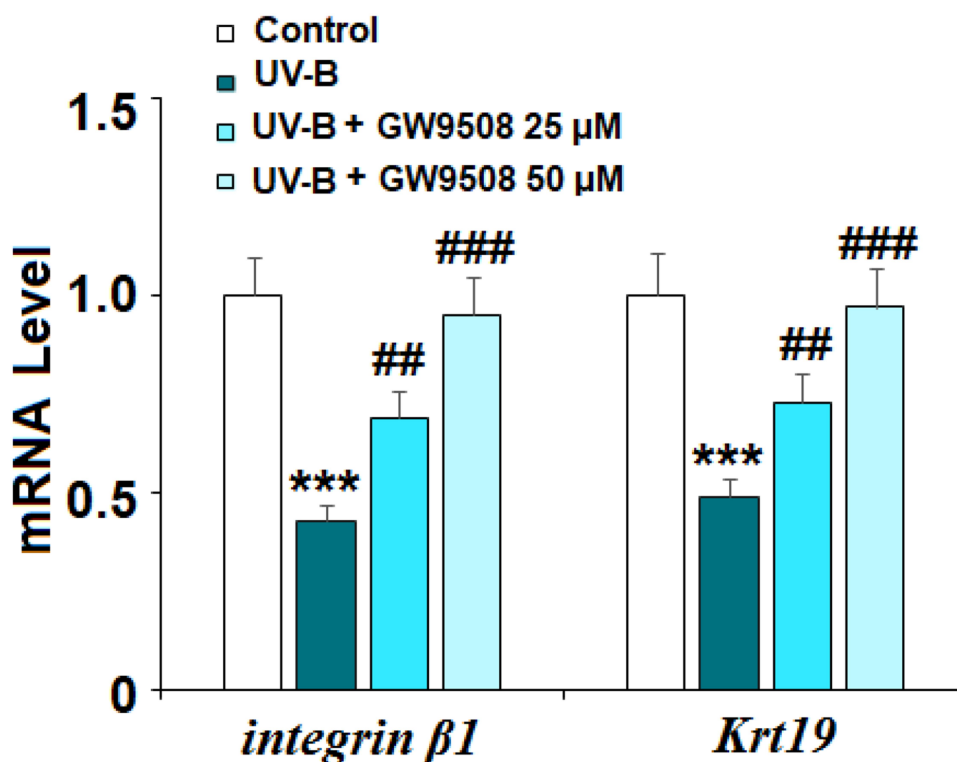 Control
UV-B
UV-B + GW9508 25 µM
UV-B + GW9508 50 µM
mRNA Level
1.5
1.0
0.5
0
***
##
###
***
##
###
integrin β1
Krt19